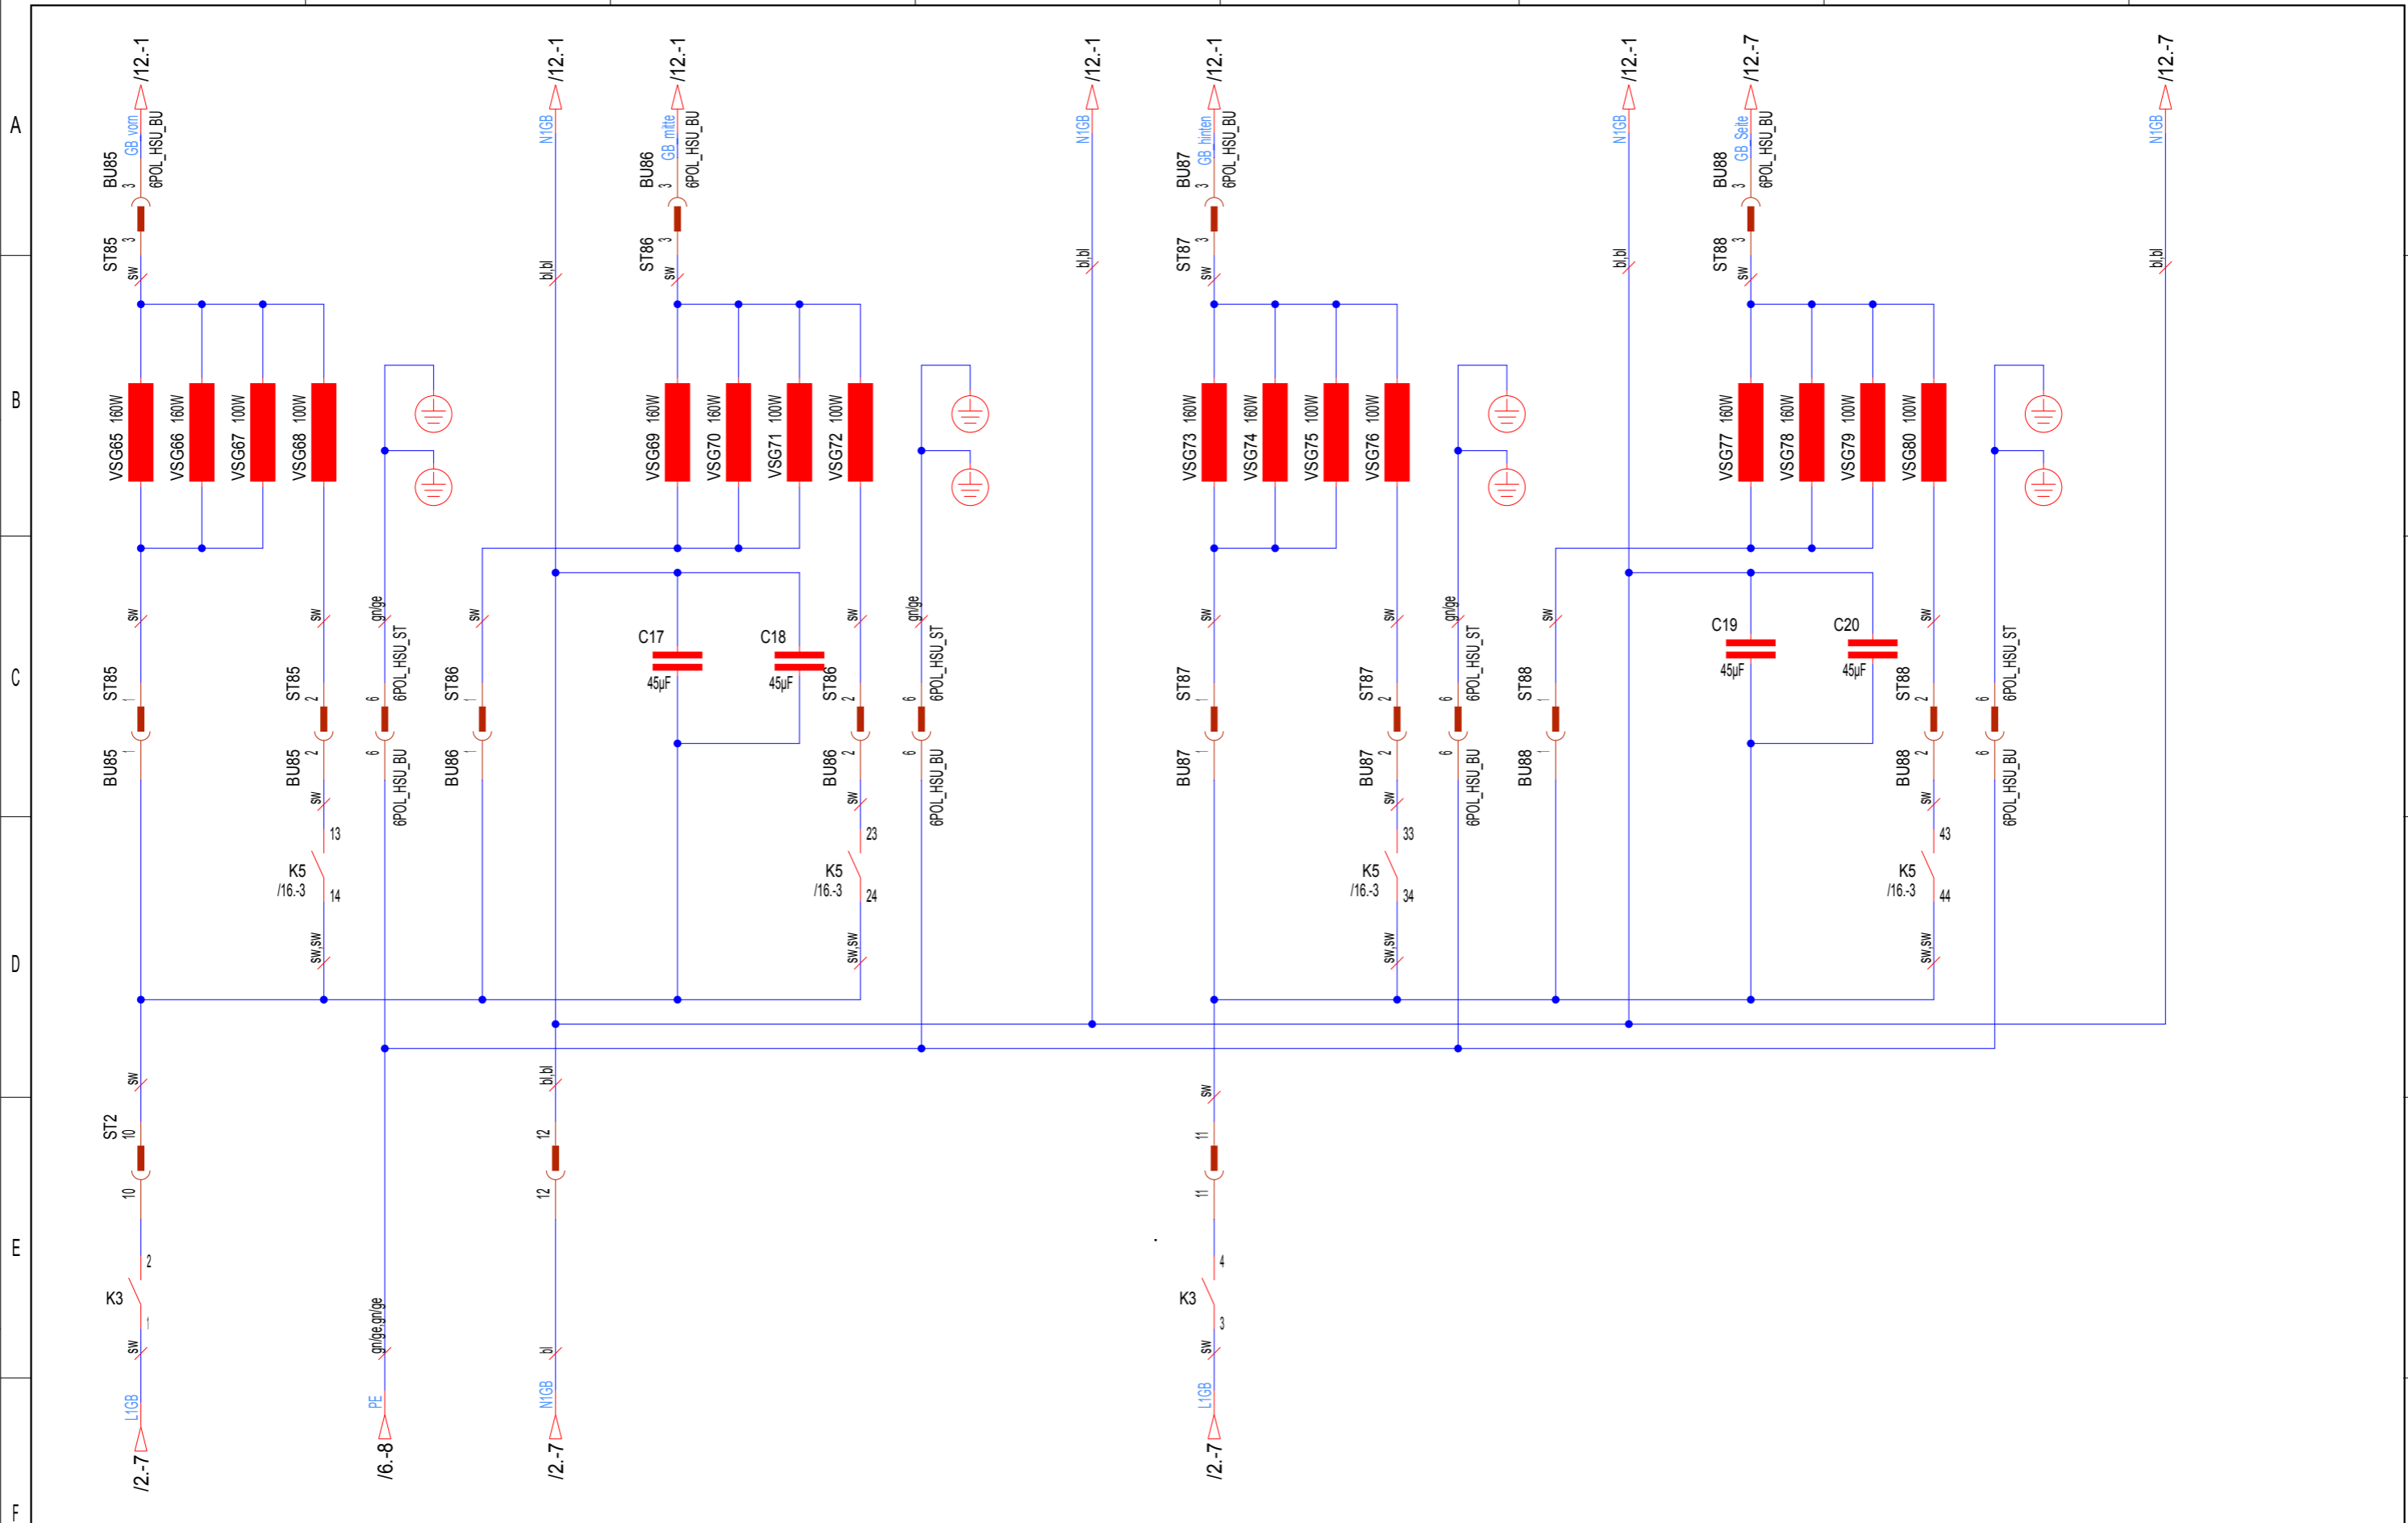 /12.-1
/12.-1
/12.-1
/12.-1
/12.-1
/12.-1
/12.-7
/12.-7
A
BU85
3
GB_vorn
6POL_HSU_BU
N1GB
BU86
3
GB_mitte
6POL_HSU_BU
N1GB
BU87
3
GB_hinten
6POL_HSU_BU
N1GB
BU88
3
GB_Seite
6POL_HSU_BU
N1GB
ST85
3
sw
bl,bl
ST86
3
sw
bl,bl
ST87
3
sw
bl,bl
ST88
3
sw
bl,bl
B
VSG65 160W
VSG66 160W
VSG67 100W
VSG68 100W
VSG69 160W
VSG70 160W
VSG71 100W
VSG72 100W
VSG73 160W
VSG74 160W
VSG75 100W
VSG76 100W
VSG77 160W
VSG78 160W
VSG79 100W
VSG80 100W
sw
sw
gn/ge
sw
sw
gn/ge
sw
sw
gn/ge
sw
sw
C
C17
45µF
C18
45µF
C19
45µF
C20
45µF
ST85
1
ST85
2
6
6POL_HSU_ST
ST86
1
ST86
2
6
6POL_HSU_ST
ST87
1
ST87
2
6
6POL_HSU_ST
ST88
1
ST88
2
6
6POL_HSU_ST
BU85
1
BU85
2
6
6POL_HSU_BU
BU86
1
BU86
2
6
6POL_HSU_BU
BU87
1
BU87
2
6
6POL_HSU_BU
BU88
1
BU88
2
6
6POL_HSU_BU
sw
sw
sw
sw
13
23
33
43
K5
K5
K5
K5
/16.-3
/16.-3
/16.-3
/16.-3
14
24
34
44
D
sw,sw
sw,sw
sw,sw
sw,sw
sw
bl,bl
sw
ST2
10
12
11
10
12
11
E
2
4
K3
K3
1
3
sw
gn/ge,gn/ge
bl
sw
L1GB
PE
N1GB
L1GB
/2.-7
/6.-8
/2.-7
/2.-7
F